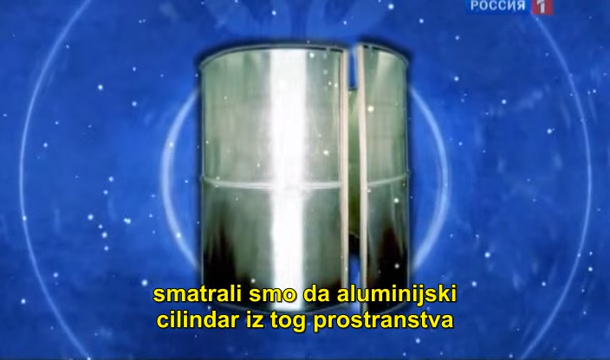 РОССИЯ 1
smatrali smo da aluminijski
cilindar iz tog prostranstva